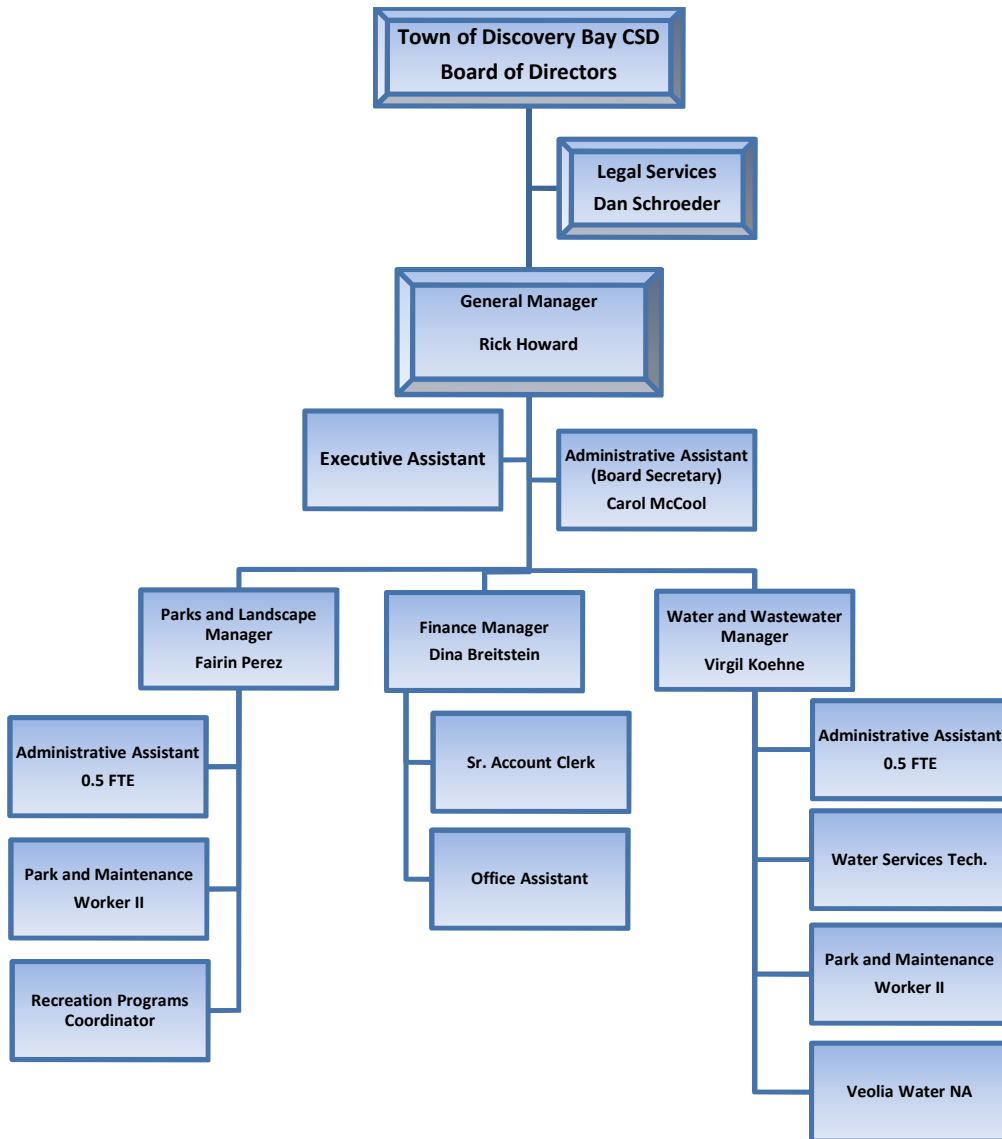 Town of Discovery Bay CSD
Board of Directors
Legal Services
Dan Schroeder
General Manager
Rick Howard
Executive Assistant
Administrative Assistant
(Board Secretary)
Carol McCool
Parks and Landscape
Manager
Fairin Perez
Finance Manager
Dina Breitstein
Water and Wastewater
Manager
Virgil Koehne
Administrative Assistant
0.5 FTE
Sr. Account Clerk
Administrative Assistant
0.5 FTE
Park and Maintenance
Worker II
Office Assistant
Water Services Tech.
Recreation Programs
Coordinator
Park and Maintenance
Worker II
Veolia Water NA